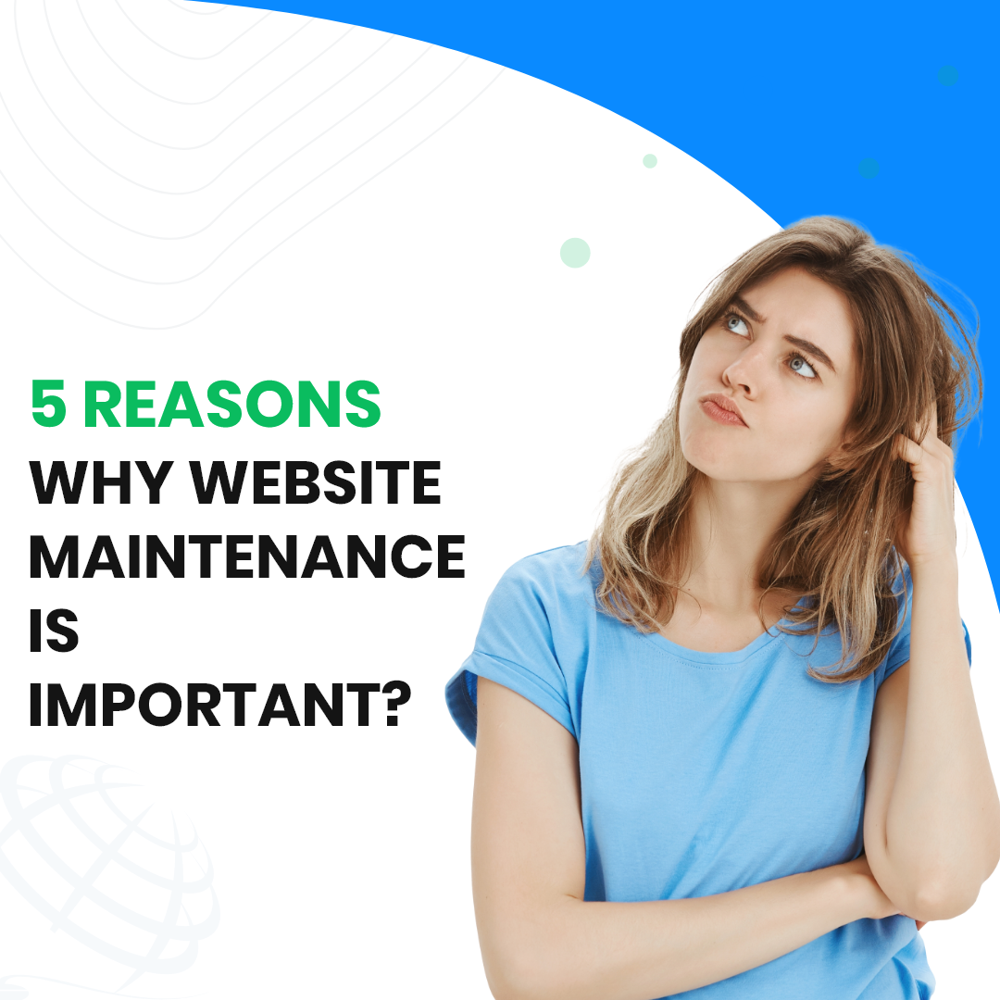 5 REASONS
WHY WEBSITE
MAINTENANCE
IS
IMPORTANT?